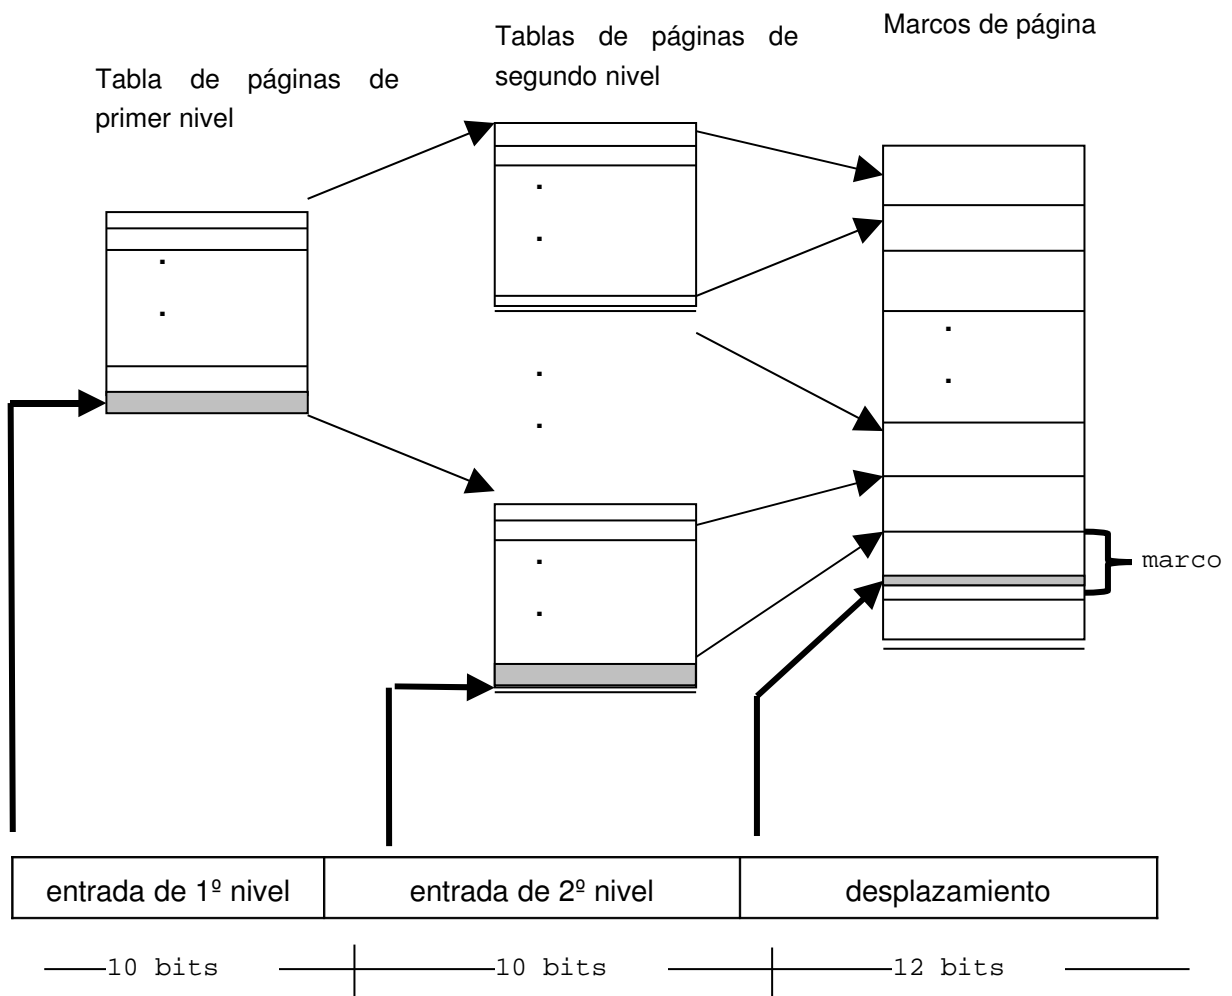 Tabla de páginas de
primer nivel
Tablas de páginas de
segundo nivel
Marcos de página
marco
entrada de 1º nivel
entrada de 2º nivel
desplazamiento
10 bits
10 bits
12 bits